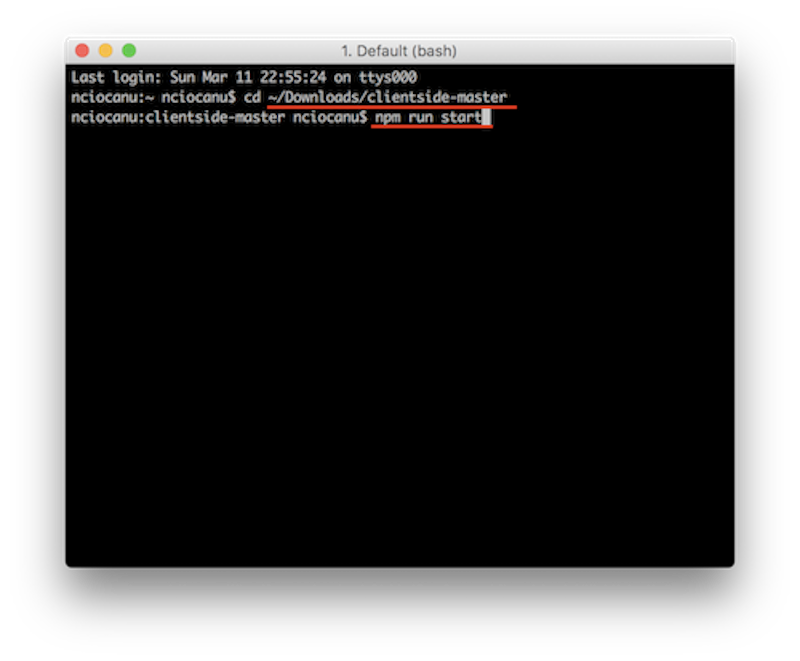 1. Default (bash)
Last login: Sun Mar 11 22:55:24 on ttys000
nciocanu:~ nciocanu$ cd ~/Downloads/clientside-master
nciocanu:clientside-master nciocanu$ npm run start